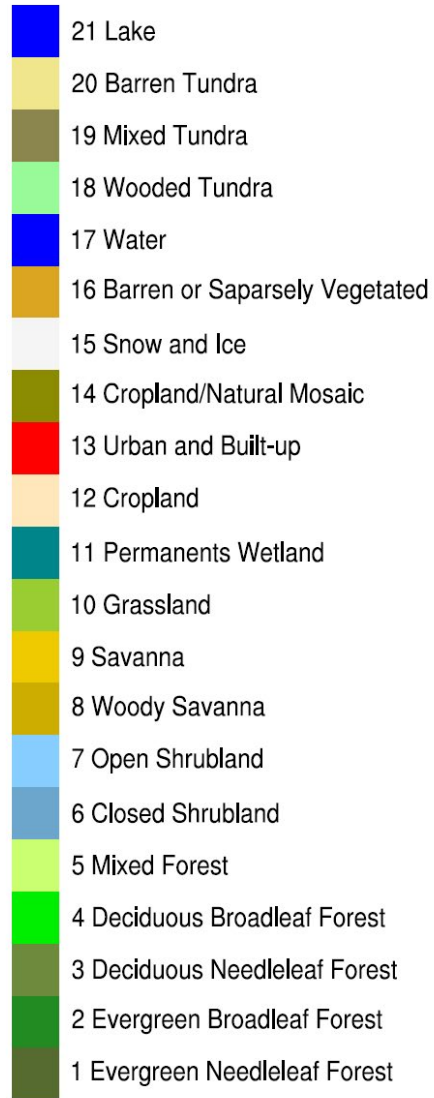 21 Lake
20 Barren Tundra
19 Mixed Tundra
18 Wooded Tundra
17 Water
16 Barren or Saparsely Vegetated
15 Snow and Ice
14 Cropland/Natural Mosaic
13 Urban and Built-up
12 Cropland
11 Permanents Wetland
10 Grassland
9 Savanna
8 Woody Savanna
7 Open Shrubland
6 Closed Shrubland
5 Mixed Forest
4 Deciduous Broadleaf Forest
3 Deciduous Needleleaf Forest
2 Evergreen Broadleaf Forest
1 Evergreen Needleleaf Forest